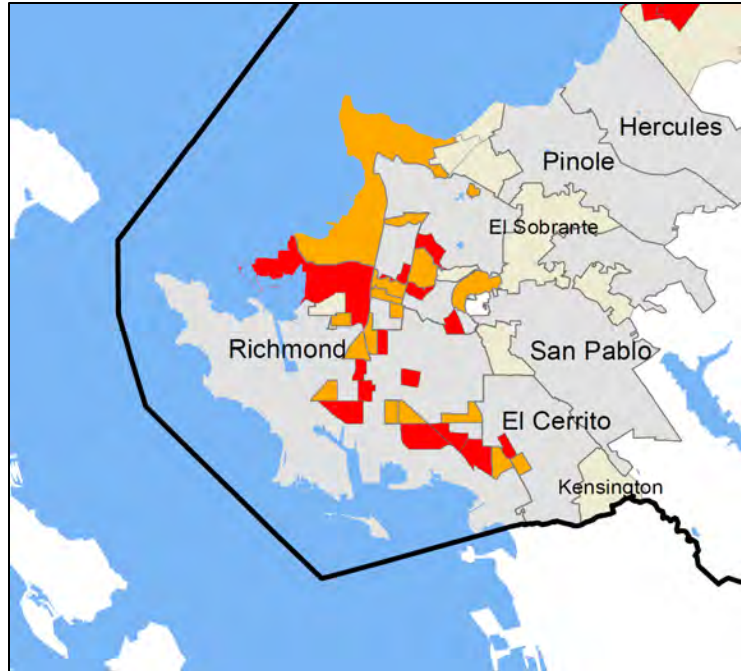 Hercules
Pinole
El Sobrante
Richmond
San Pablo
El Cerrito
Kensington